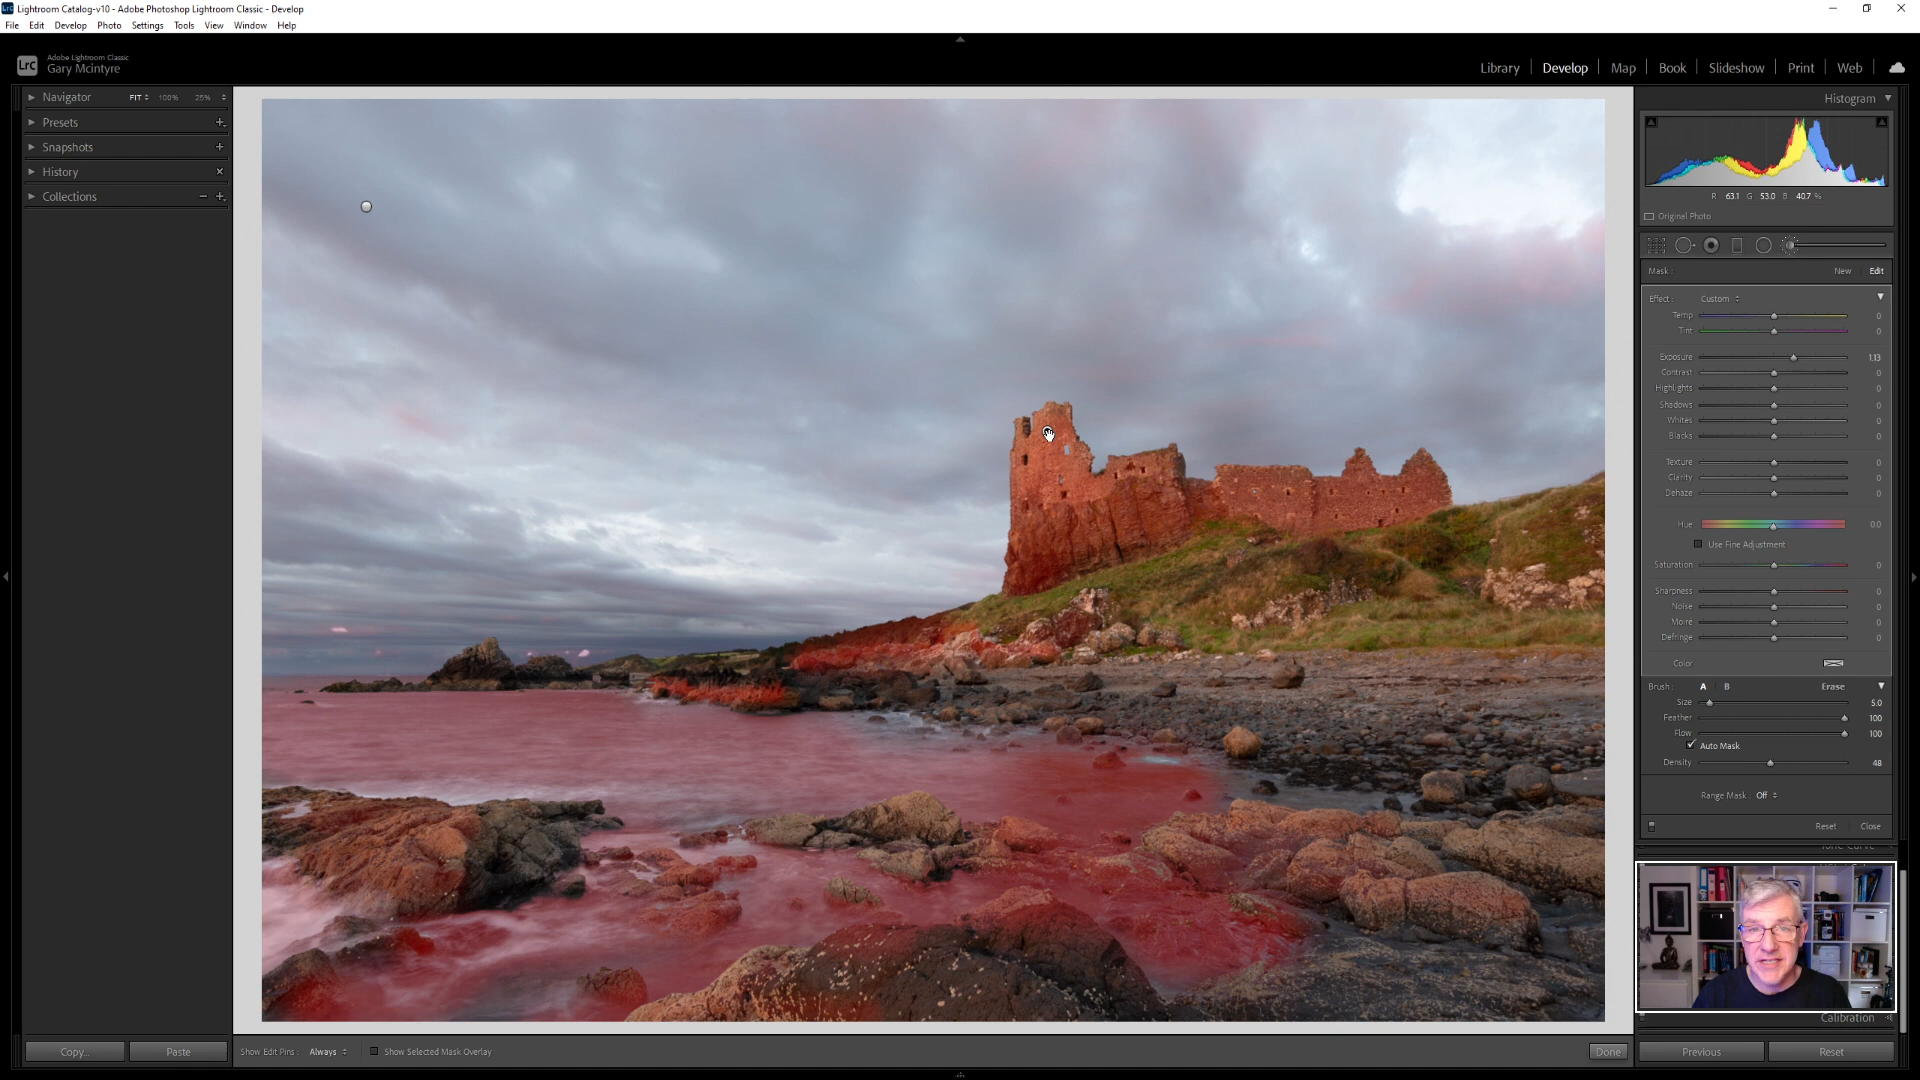 Lightroom Catalog-v10 - Adobe Photoshop Lightroom Classic - Develop
File Edit Develop Photo Settings Tools View Window Help
LrC
Adobe Lightroom Classic
Gary Mcintyre
Library Develop Map Book Slideshow Print Web
Navigator FIT 100% 25%
Presets
Snapshots
History
Collections
Histogram
R 63.1 G 53.0 B 40.7 %
Original Photo
Mask : New Edit
Effect : Custom
Temp 0
Tint 0
Exposure 1.13
Contrast 0
Highlights 0
Shadows 0
Whites 0
Blacks 0
Texture 0
Clarity 0
Dehaze 0
Hue 0.0
Use Fine Adjustment
Saturation 0
Sharpness 0
Noise 0
Moiré 0
Defringe 0
Color
Brush : A B Erase
Size 5.0
Feather 100
Flow 100
Auto Mask
Density 48
Range Mask : Off
Reset Close
Tone Curve
Calibration
Copy... Paste
Show Edit Pins : Always Show Selected Mask Overlay
Done
Previous Reset